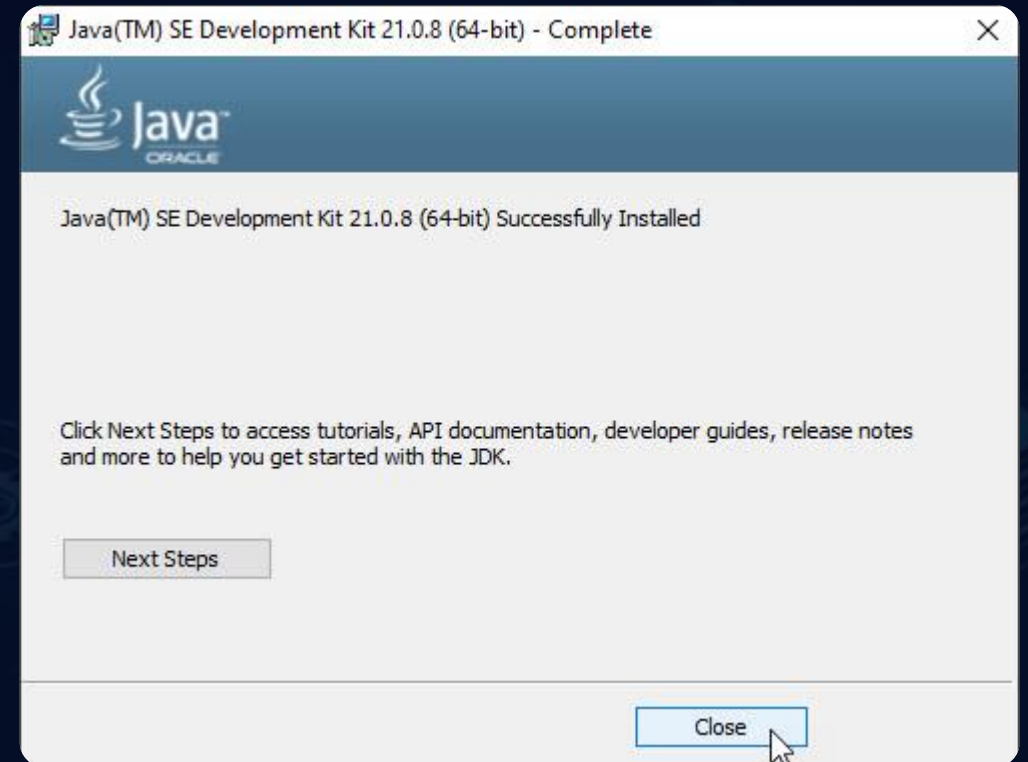 Java(TM) SE Development Kit 21.0.8 (64-bit) - Complete
Java™
ORACLE
Java(TM) SE Development Kit 21.0.8 (64-bit) Successfully Installed
Click Next Steps to access tutorials, API documentation, developer guides, release notes
and more to help you get started with the JDK.
Next Steps
Close